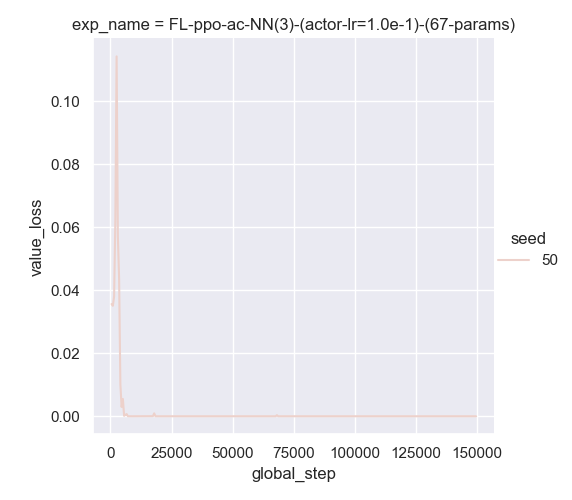 exp_name = FL-ppo-ac-NN(3)-(actor-lr=1.0e-1)-(67-params)
0.10
0.08
0.06
0.04
0.02
0.00
value_loss
seed
50
0 25000 50000 75000 100000 125000 150000
global_step